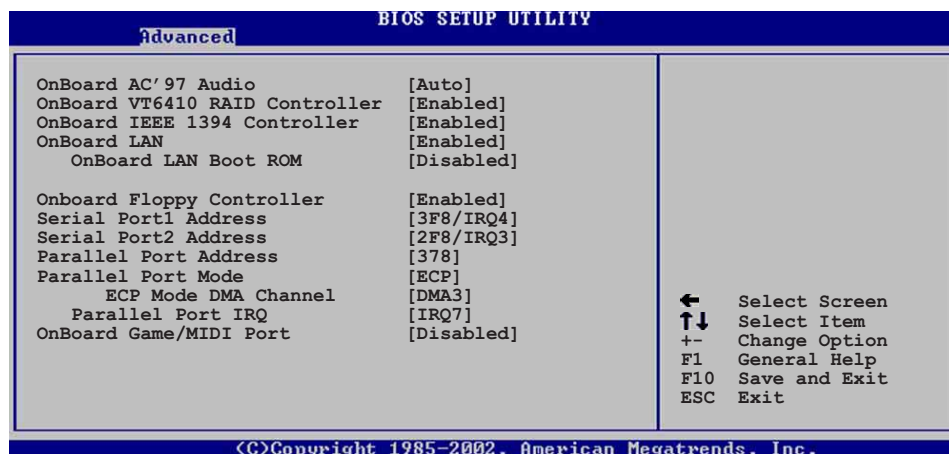 BIOS SETUP UTILITY
Advanced
OnBoard AC'97 Audio [Auto]
OnBoard VT6410 RAID Controller [Enabled]
OnBoard IEEE 1394 Controller [Enabled]
OnBoard LAN [Enabled]
OnBoard LAN Boot ROM [Disabled]
Onboard Floppy Controller [Enabled]
Serial Port1 Address [3F8/IRQ4]
Serial Port2 Address [2F8/IRQ3]
Parallel Port Address [378]
Parallel Port Mode [ECP]
ECP Mode DMA Channel [DMA3]
Parallel Port IRQ [IRQ7]
OnBoard Game/MIDI Port [Disabled]
← Select Screen
↑↓ Select Item
+- Change Option
F1 General Help
F10 Save and Exit
ESC Exit
(C)Copyright 1985-2002, American Megatrends, Inc.